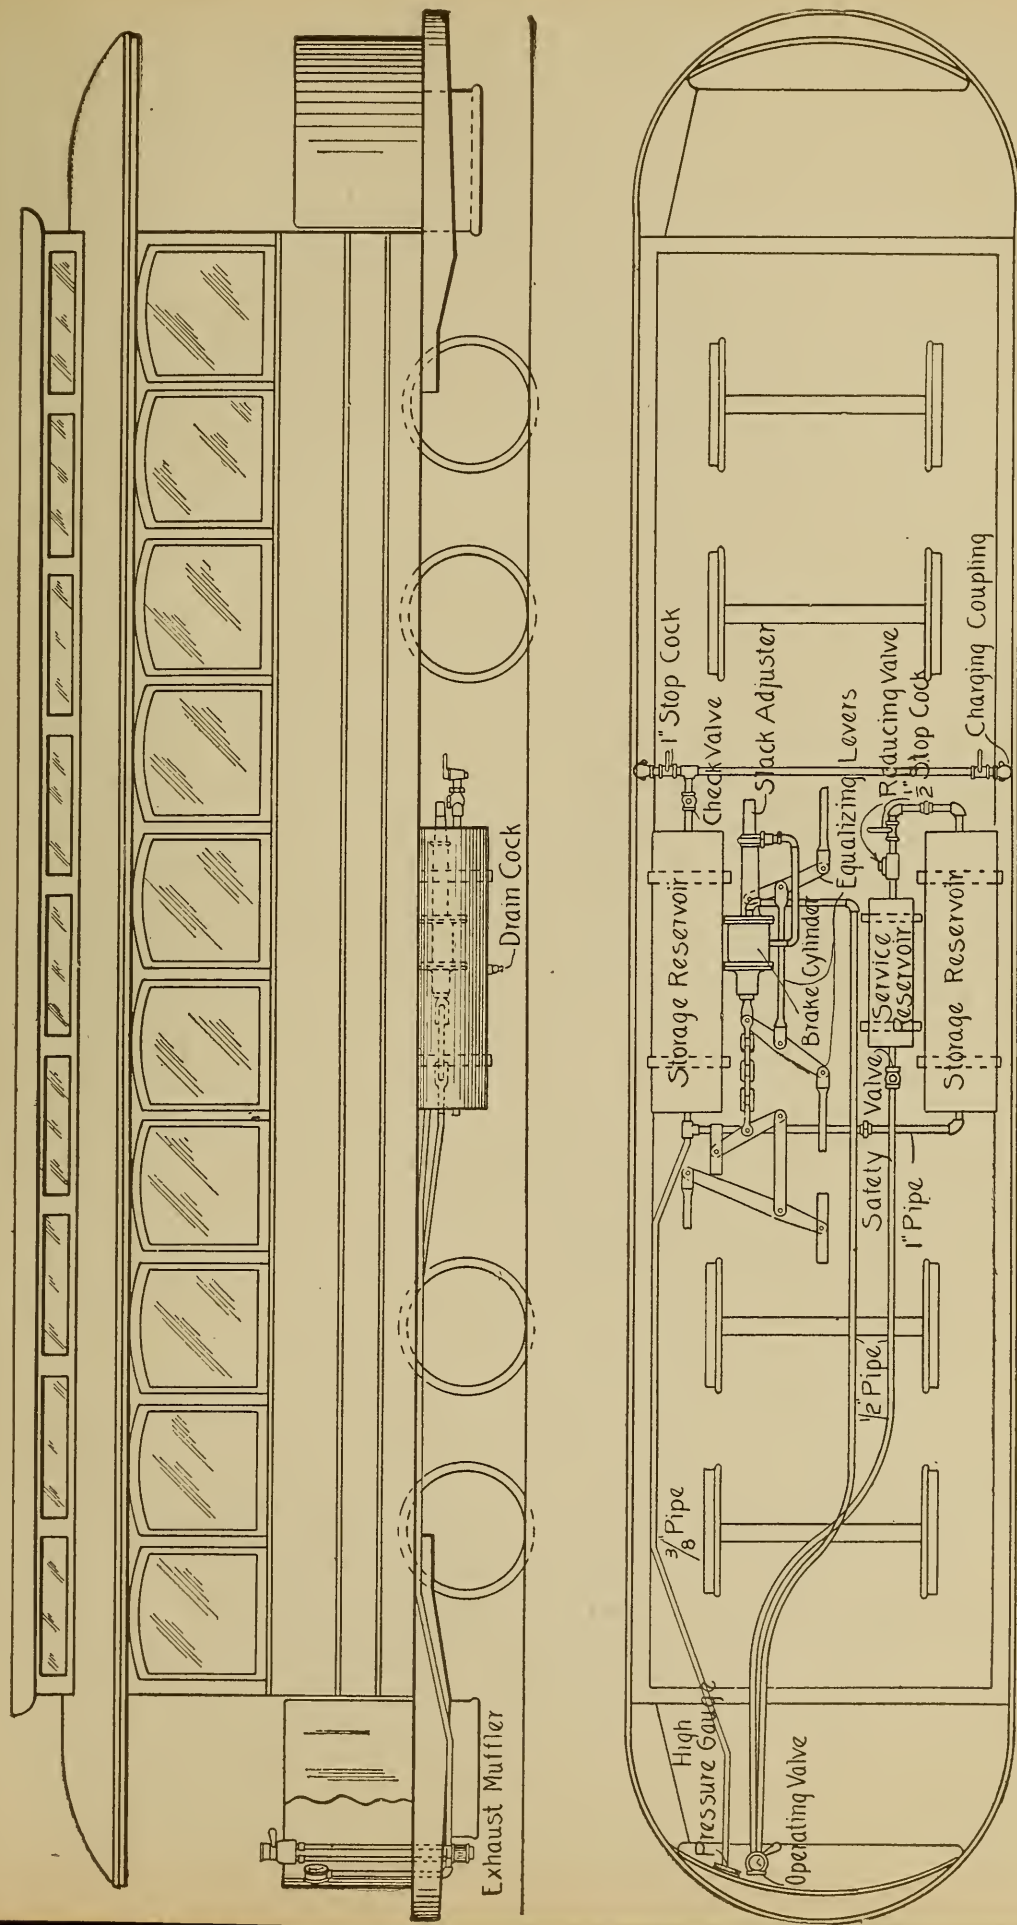 Drain Cock
Exhaust Muffler
1" Stop Cock
Check Valve
Slack Adjuster
Equalizing Levers
Reducing Valve
1/2" Stop Cock
Charging Coupling
Storage Reservoir
Brake Cylinder
Service
Reservoir
Storage Reservoir
Safety Valve
1" Pipe
1/2" Pipe
3/8" Pipe
High
Pressure Gauge
Operating Valve